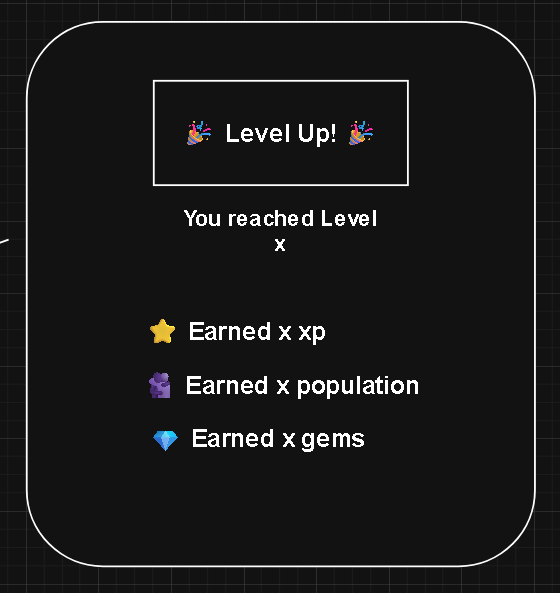 🎉 Level Up! 🎉
You reached Level
x
⭐ Earned x xp
🫂 Earned x population
💎 Earned x gems